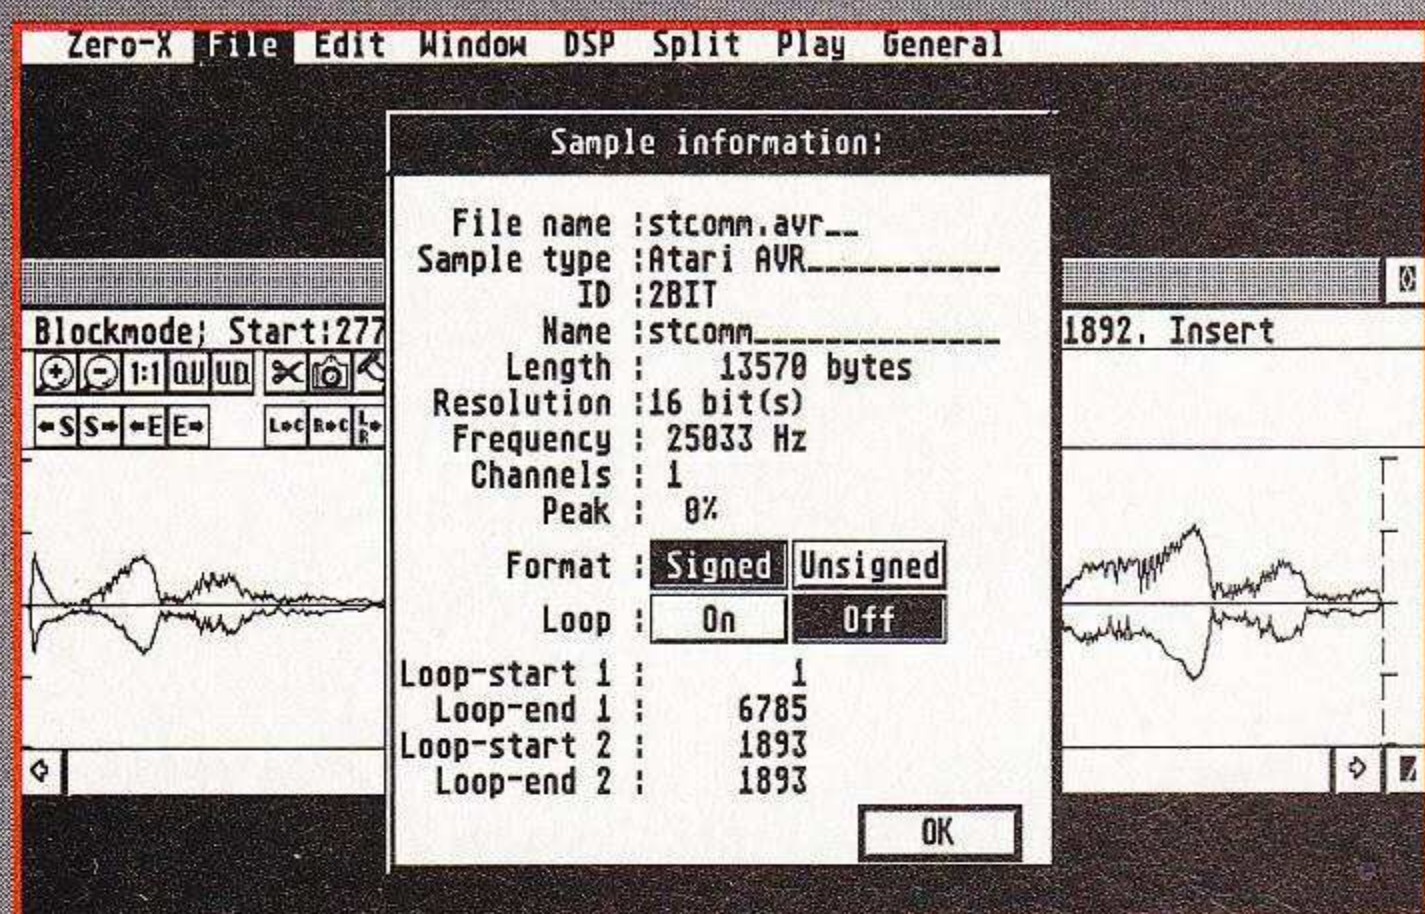 Zero-X File Edit Window DSP Split Play General
Sample information:
File name :stcomm.avr__
Sample type :Atari AVR___________
ID :2BIT
Name :stcomm______________
Length : 13570 bytes
Resolution :16 bit(s)
Frequency : 25033 Hz
Channels : 1
Peak : 0%
Format : Signed Unsigned
Loop : On Off
Loop-start 1 : 1
Loop-end 1 : 6785
Loop-start 2 : 1893
Loop-end 2 : 1893
OK
Blockmode; Start:277
1892. Insert
1:1 QU UD
S S E E
L C R C L R